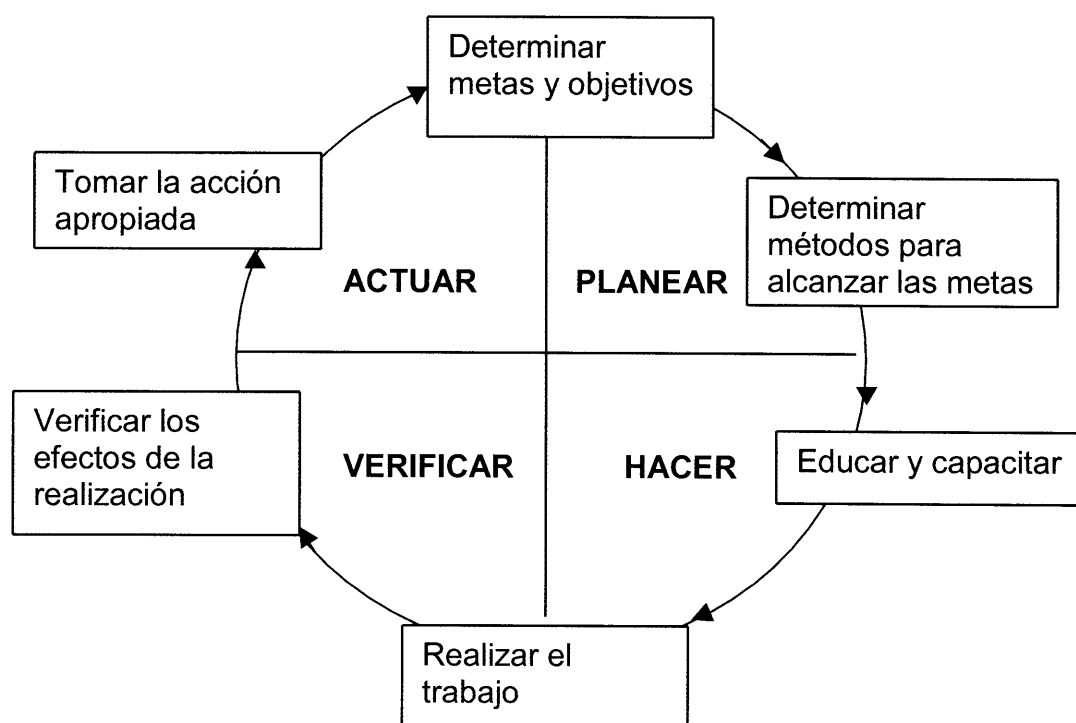 Determinar
metas y objetivos
Determinar
métodos para
alcanzar las metas
Educar y capacitar
Realizar el
trabajo
Verificar los
efectos de la
realización
Tomar la acción
apropiada
ACTUAR
PLANEAR
VERIFICAR
HACER